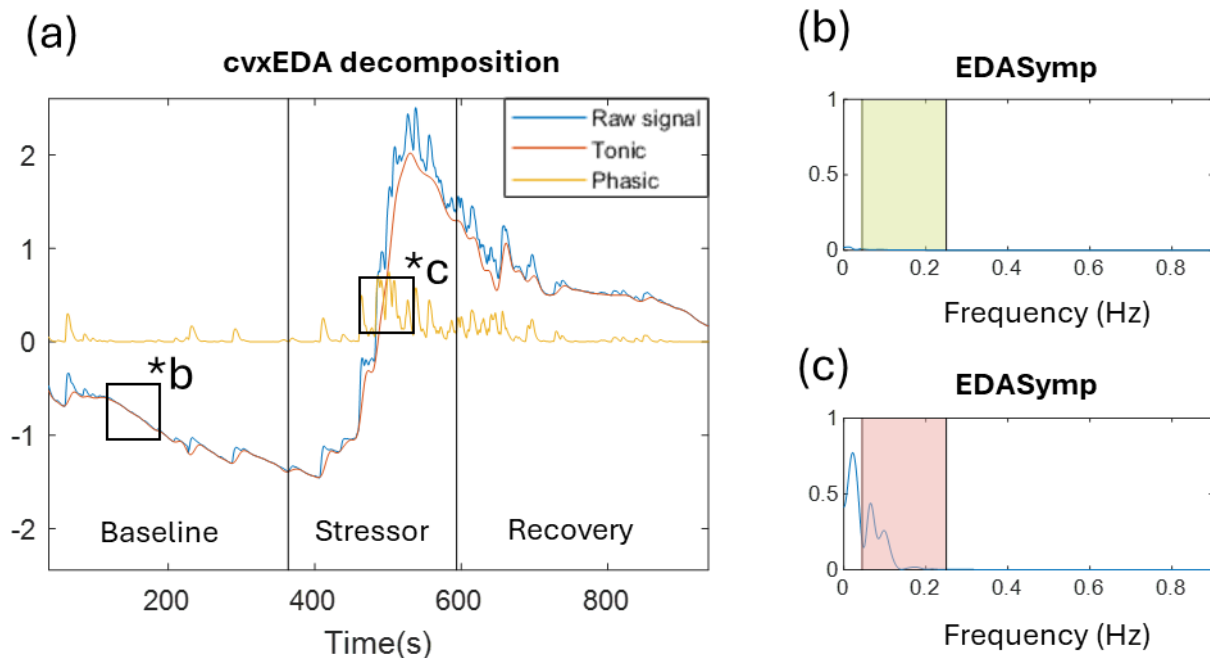 (a)
cvxEDA decomposition
Raw signal
Tonic
Phasic
2
1
0
-1
-2
*c
*b
Baseline
Stressor
Recovery
200
400
600
800
Time(s)
(b)
EDASymp
1
0.5
0
0
0.2
0.4
0.6
0.8
Frequency (Hz)
(c)
EDASymp
1
0.5
0
0
0.2
0.4
0.6
0.8
Frequency (Hz)